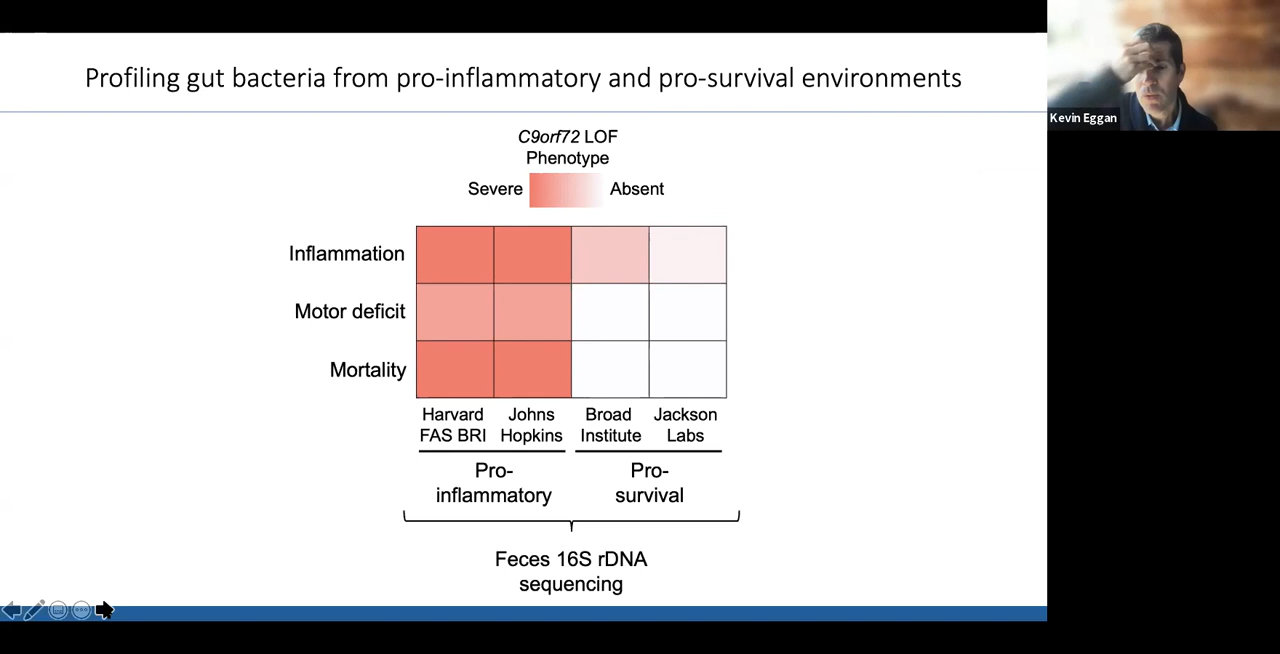 Profiling gut bacteria from pro-inflammatory and pro-survival environments
Kevin Eggan
C9orf72 LOF
Phenotype
Severe
Absent
Inflammation
Motor deficit
Mortality
Harvard
FAS BRI
Johns
Hopkins
Broad
Institute
Jackson
Labs
Pro-
inflammatory
Pro-
survival
Feces 16S rDNA
sequencing